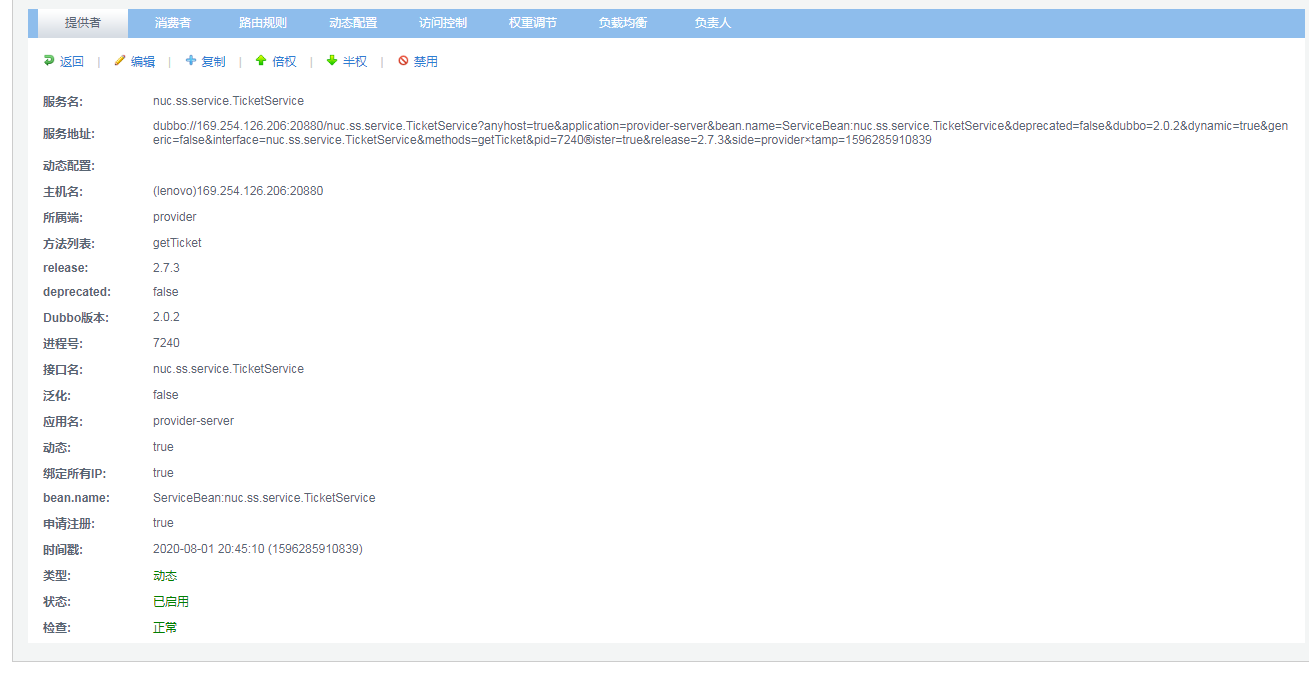 提供者 消费者 路由规则 动态配置 访问控制 权重调节 负载均衡 负责人
返回 | 编辑 | 复制 | 倍权 | 半权 | 禁用
服务名: nuc.ss.service.TicketService
服务地址: dubbo://169.254.126.206:20880/nuc.ss.service.TicketService?anyhost=true&application=provider-server&bean.name=ServiceBean:nuc.ss.service.TicketService&deprecated=false&dubbo=2.0.2&dynamic=true&gen
eric=false&interface=nuc.ss.service.TicketService&methods=getTicket&pid=7240®ister=true&release=2.7.3&side=provider×tamp=1596285910839
动态配置:
主机名: (lenovo)169.254.126.206:20880
所属端: provider
方法列表: getTicket
release: 2.7.3
deprecated: false
Dubbo版本: 2.0.2
进程号: 7240
接口名: nuc.ss.service.TicketService
泛化: false
应用名: provider-server
动态: true
绑定所有IP: true
bean.name: ServiceBean:nuc.ss.service.TicketService
申请注册: true
时间戳: 2020-08-01 20:45:10 (1596285910839)
类型: 动态
状态: 已启用
检查: 正常